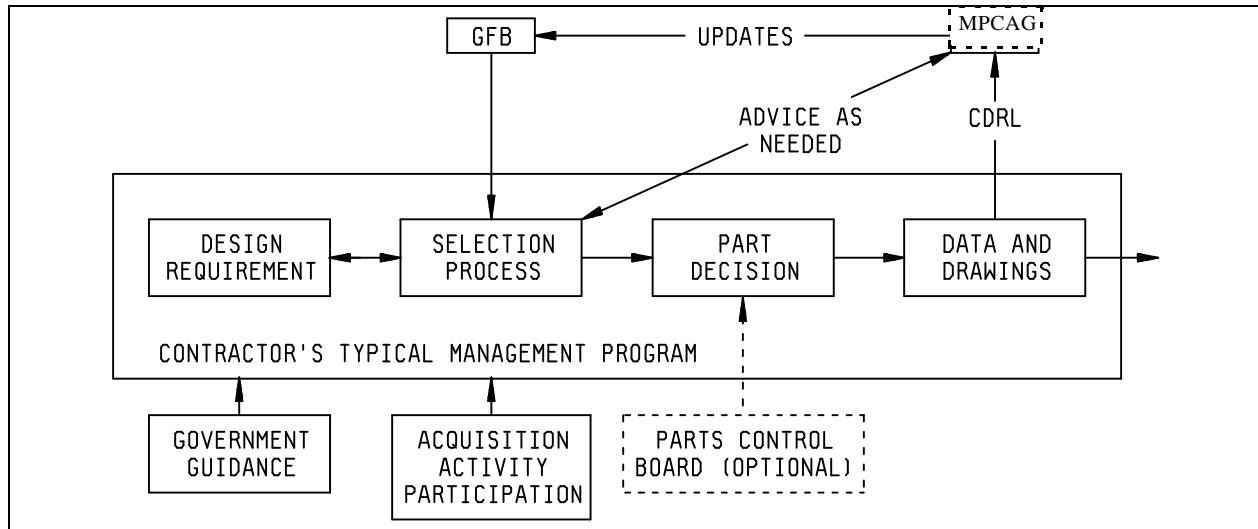 MPCAG
GFB
UPDATES
ADVICE AS
NEEDED
CDRL
DESIGN
REQUIREMENT
SELECTION
PROCESS
PART
DECISION
DATA AND
DRAWINGS
CONTRACTOR'S TYPICAL MANAGEMENT PROGRAM
GOVERNMENT
GUIDANCE
ACQUISITION
ACTIVITY
PARTICIPATION
PARTS CONTROL
BOARD (OPTIONAL)